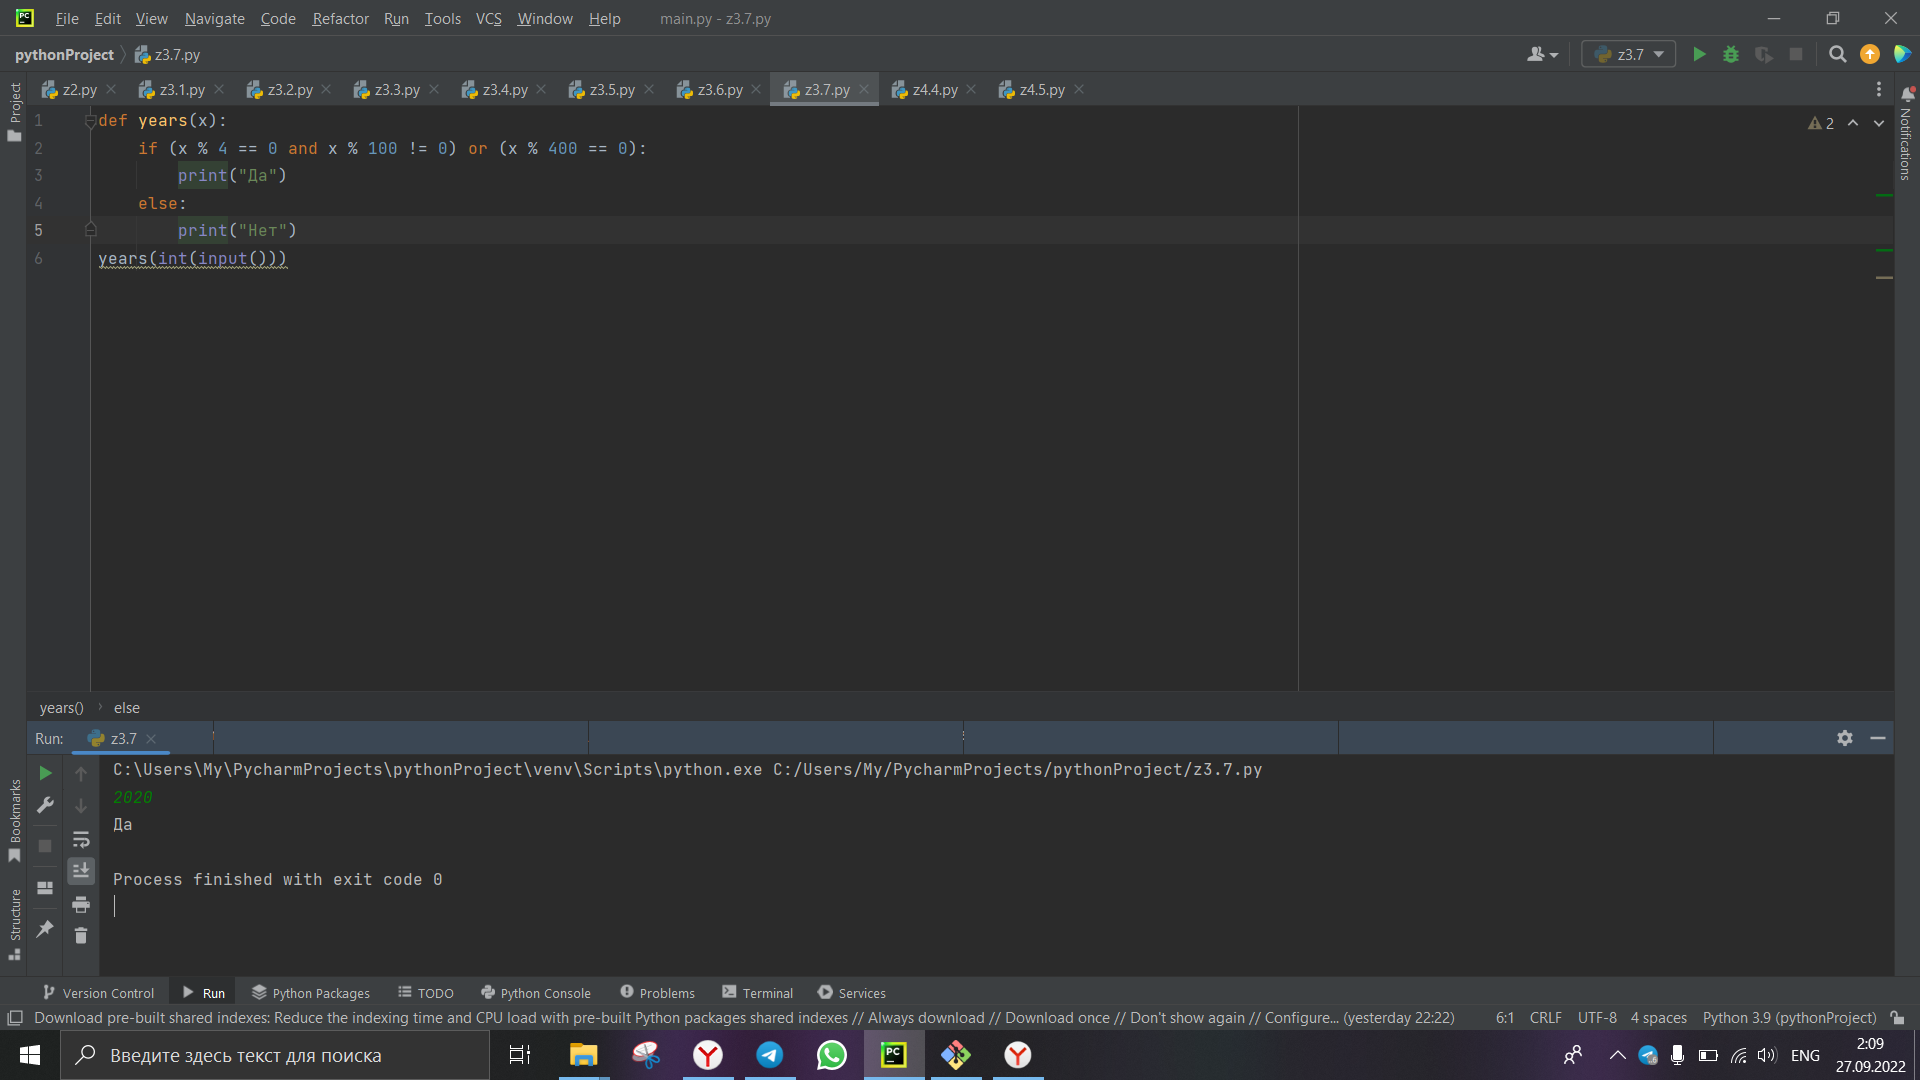 File Edit View Navigate Code Refactor Run Tools VCS Window Help main.py - z3.7.py
pythonProject z3.7.py z3.7
z2.py z3.1.py z3.2.py z3.3.py z3.4.py z3.5.py z3.6.py z3.7.py z4.4.py z4.5.py
Project
Notifications
2
1 def years(x):
2 if (x % 4 == 0 and x % 100 != 0) or (x % 400 == 0):
3 print("Да")
4 else:
5 print("Нет")
6 years(int(input()))
years() else
Run: z3.7
C:\Users\My\PycharmProjects\pythonProject\venv\Scripts\python.exe C:/Users/My/PycharmProjects/pythonProject/z3.7.py
2020
Да
Process finished with exit code 0
Bookmarks
Structure
Version Control Run Python Packages TODO Python Console Problems Terminal Services
Download pre-built shared indexes: Reduce the indexing time and CPU load with pre-built Python packages shared indexes // Always download // Download once // Don't show again // Configure... (yesterday 22:22) 6:1 CRLF UTF-8 4 spaces Python 3.9 (pythonProject)
Введите здесь текст для поиска
ENG
2:09
27.09.2022